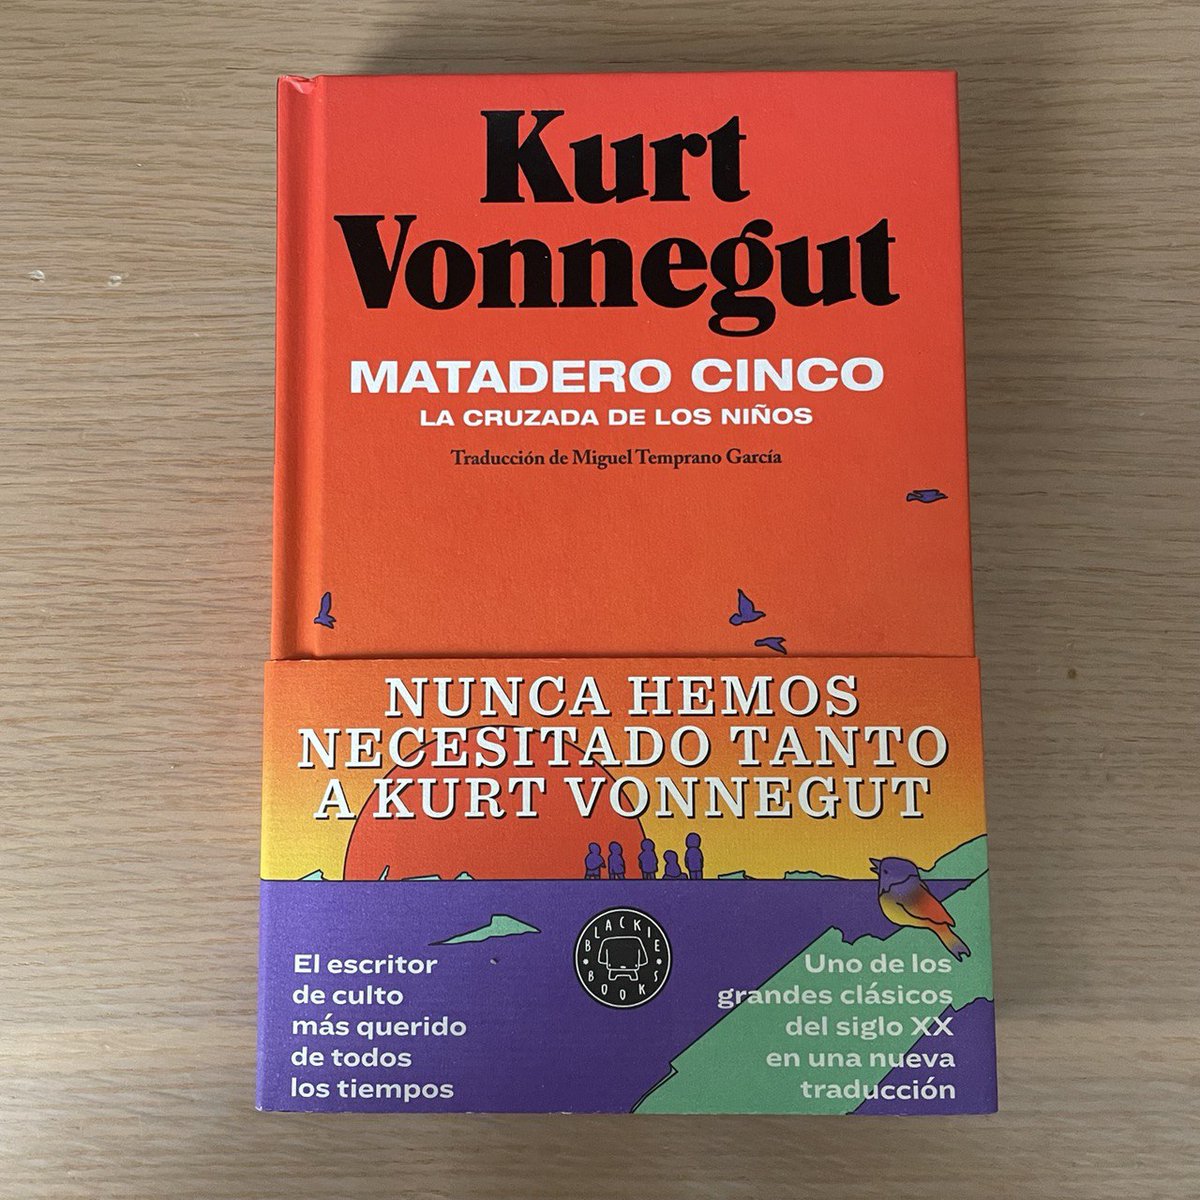 Kurt
Vonnegut
MATADERO CINCO
LA CRUZADA DE LOS NIÑOS
Traducción de Miguel Temprano García
NUNCA HEMOS
NECESITADO TANTO
A KURT VONNEGUT
BLACKIE
BOOKS
El escritor
de culto
más querido
de todos
los tiempos
Uno de los
grandes clásicos
del siglo XX
en una nueva
traducción